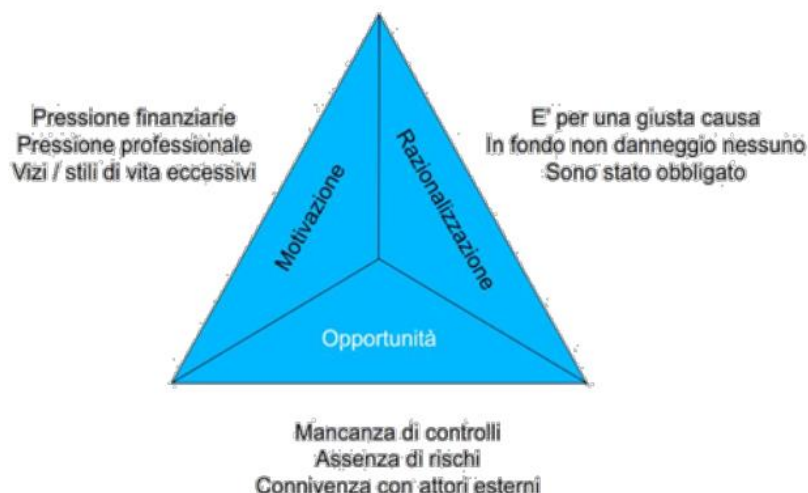 Pressione finanziarie
Pressione professionale
Vizi / stili di vita eccessivi
E' per una giusta causa
In fondo non danneggio nessuno
Sono stato obbligato
Motivazione
Razionalizzazione
Opportunità
Mancanza di controlli
Assenza di rischi
Connivenza con attori esterni